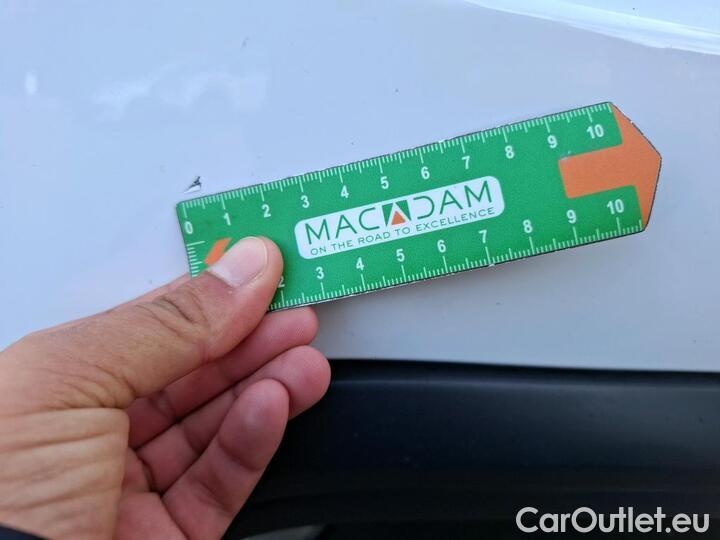 0 1 2 3 4 5 6 7 8 9 10
MACADAM
ON THE ROAD TO EXCELLENCE
0 2 3 4 5 6 7 8 9 10
CarOutlet.eu